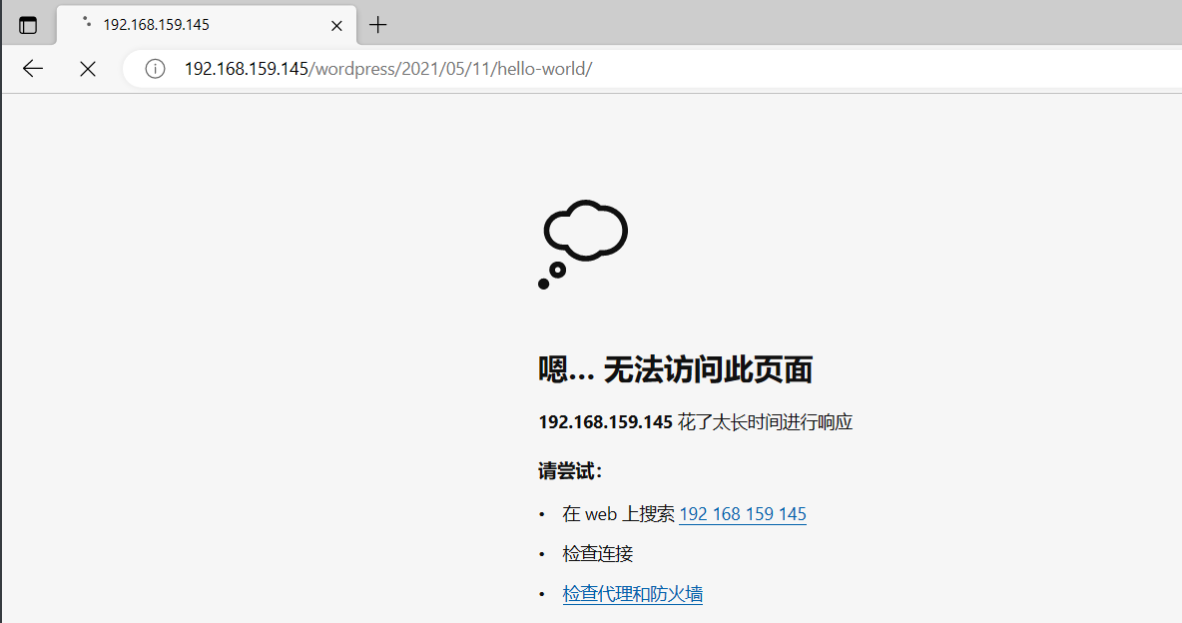 192.168.159.145
192.168.159.145/wordpress/2021/05/11/hello-world/
嗯… 无法访问此页面
192.168.159.145 花了太长时间进行响应
请尝试：
• 在 web 上搜索 192 168 159 145
• 检查连接
• 检查代理和防火墙